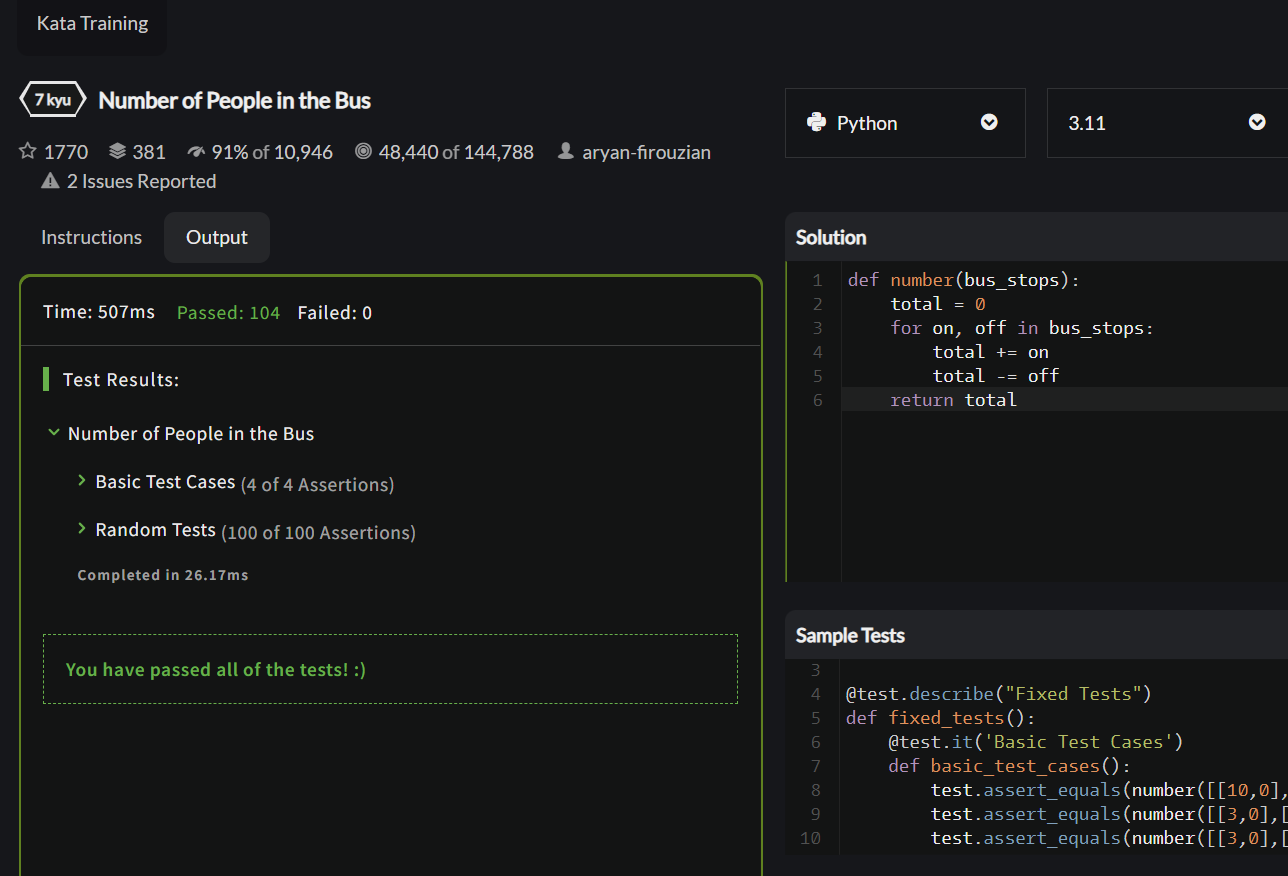 Kata Training
7 kyu Number of People in the Bus
1770 381 91% of 10,946 48,440 of 144,788 aryan-firouzian
2 Issues Reported
Instructions Output
Time: 507ms Passed: 104 Failed: 0
Test Results:
Number of People in the Bus
Basic Test Cases (4 of 4 Assertions)
Random Tests (100 of 100 Assertions)
Completed in 26.17ms
You have passed all of the tests! :)
Python 3.11
Solution
1 def number(bus_stops):
2     total = 0
3     for on, off in bus_stops:
4         total += on
5         total -= off
6     return total
Sample Tests
3
4 @test.describe("Fixed Tests")
5 def fixed_tests():
6     @test.it('Basic Test Cases')
7     def basic_test_cases():
8         test.assert_equals(number([[10,0],
9         test.assert_equals(number([[3,0],[
10         test.assert_equals(number([[3,0],[